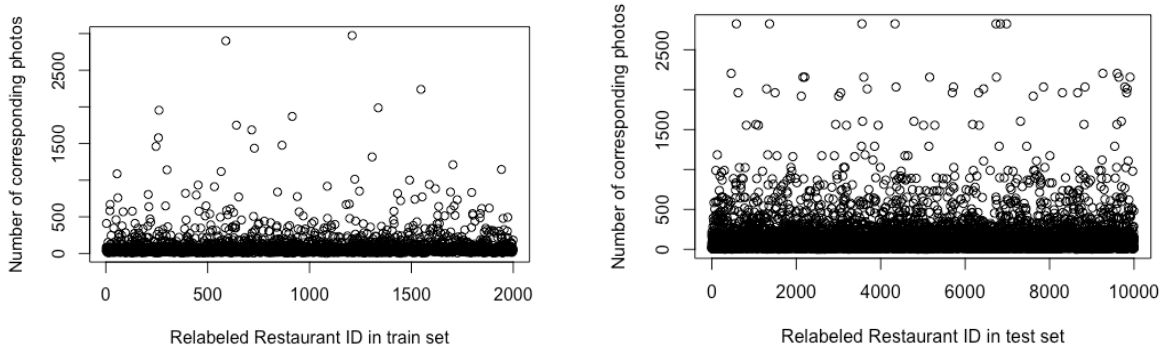 Number of corresponding photos
2500
1500
500
0
0 500 1000 1500 2000
Relabeled Restaurant ID in train set
Number of corresponding photos
2500
1500
500
0
0 2000 4000 6000 8000 10000
Relabeled Restaurant ID in test set